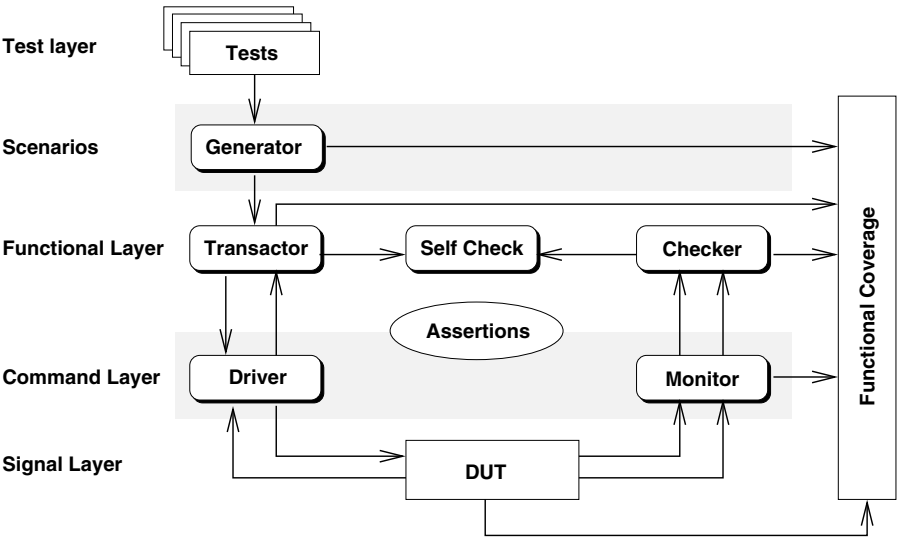 Test layer
Tests
Scenarios
Generator
Functional Layer
Transactor
Self Check
Checker
Functional Coverage
Assertions
Command Layer
Driver
Monitor
Signal Layer
DUT